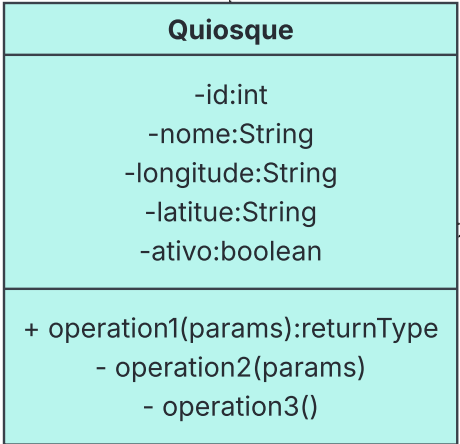 Quiosque
-id:int
-nome:String
-longitude:String
-latitue:String
-ativo:boolean
+ operation1(params):returnType
- operation2(params)
- operation3()